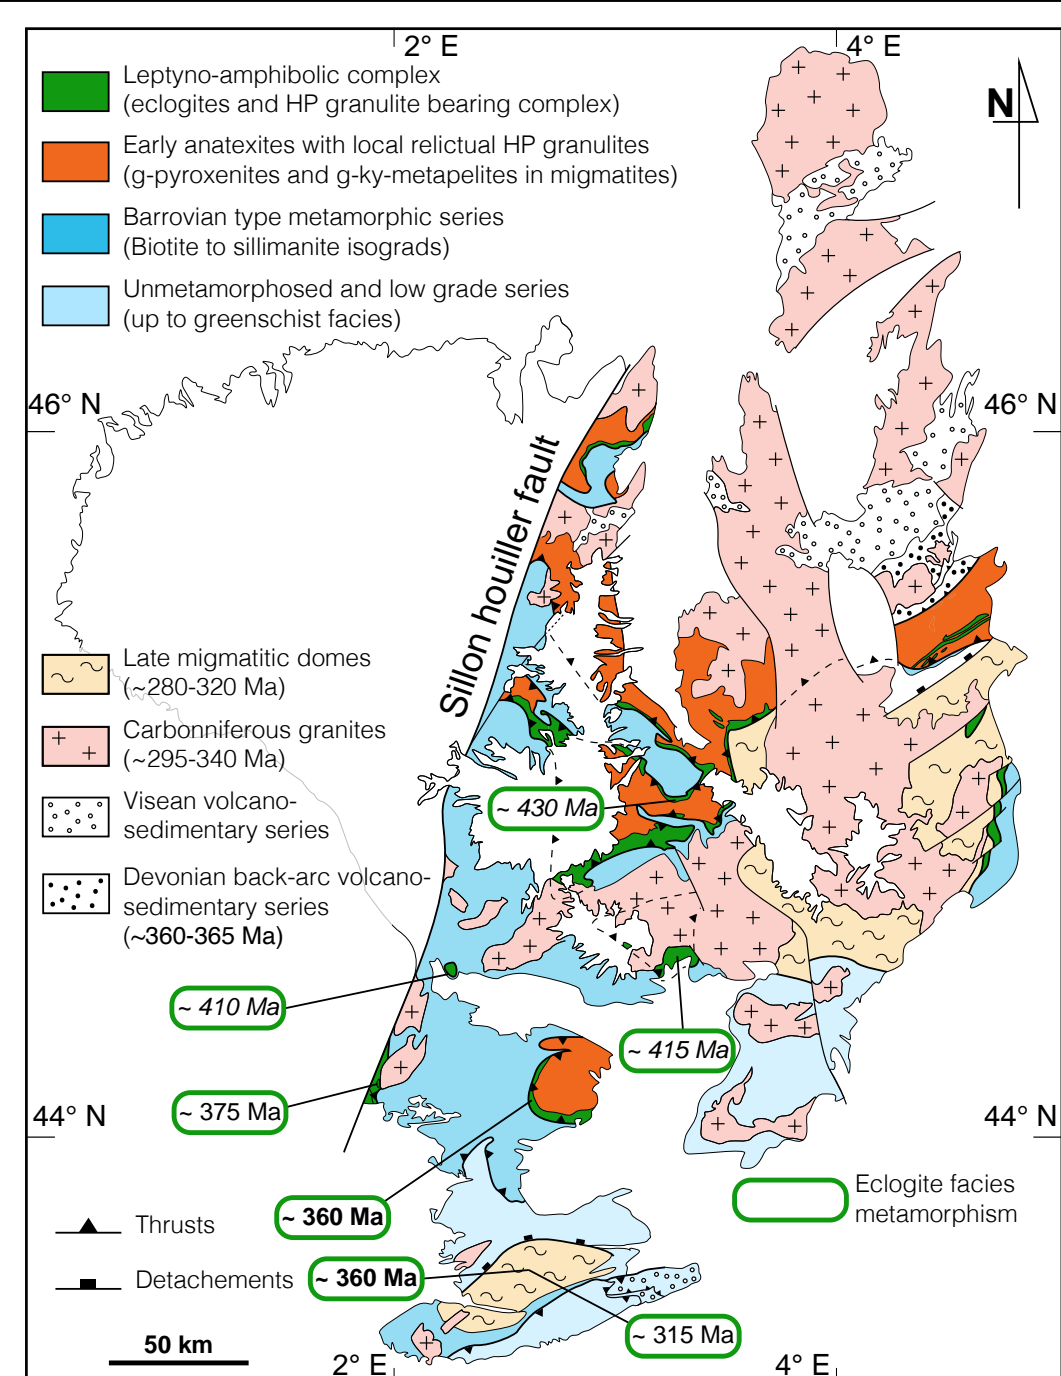 2° E
4° E
Leptyno-amphibolic complex
(eclogites and HP granulite bearing complex)
N
Early anatexites with local relictual HP granulites
(g-pyroxenites and g-ky-metapelites in migmatites)
Barrovian type metamorphic series
(Biotite to sillimanite isograds)
Unmetamorphosed and low grade series
(up to greenschist facies)
46° N
46° N
Sillon houiller fault
Late migmatitic domes
(~280-320 Ma)
Carbonniferous granites
(~295-340 Ma)
Visean volcano-
sedimentary series
~ 430 Ma
Devonian back-arc volcano-
sedimentary series
(~360-365 Ma)
~ 410 Ma
~ 415 Ma
~ 375 Ma
44° N
44° N
Eclogite facies
metamorphism
~ 360 Ma
Thrusts
~ 360 Ma
Detachements
~ 315 Ma
50 km
2° E
4° E